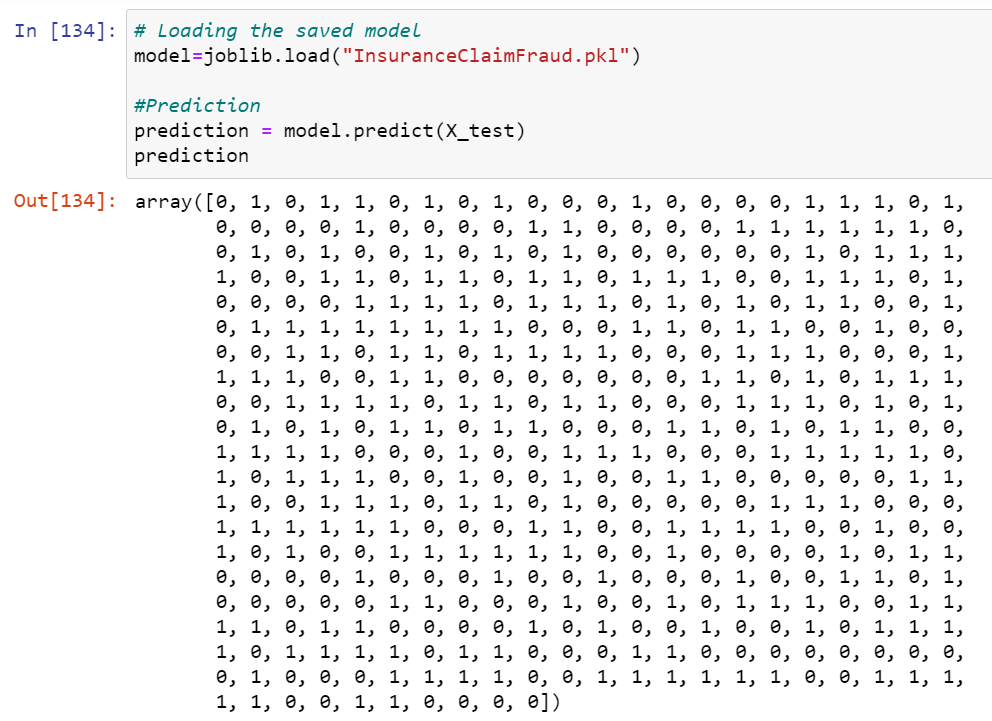 In [134]: # Loading the saved model
model=joblib.load("InsuranceClaimFraud.pkl")
#Prediction
prediction = model.predict(X_test)
prediction
Out[134]: array([0, 1, 0, 1, 1, 0, 1, 0, 1, 0, 0, 0, 1, 0, 0, 0, 0, 1, 1, 1, 0, 1,
0, 0, 0, 0, 1, 0, 0, 0, 0, 1, 1, 0, 0, 0, 0, 1, 1, 1, 1, 1, 1, 0,
0, 1, 0, 1, 0, 0, 1, 0, 1, 0, 1, 0, 0, 0, 0, 0, 0, 1, 0, 1, 1, 1,
1, 0, 0, 1, 1, 0, 1, 1, 0, 1, 1, 0, 1, 1, 1, 0, 0, 1, 1, 1, 0, 1,
0, 0, 0, 0, 1, 1, 1, 1, 0, 1, 1, 1, 0, 1, 0, 1, 0, 1, 1, 0, 0, 1,
0, 1, 1, 1, 1, 1, 1, 1, 1, 0, 0, 0, 1, 1, 0, 1, 1, 0, 0, 1, 0, 0,
0, 0, 1, 1, 0, 1, 1, 0, 1, 1, 1, 1, 0, 0, 0, 1, 1, 1, 0, 0, 0, 1,
1, 1, 1, 0, 0, 1, 1, 0, 0, 0, 0, 0, 0, 0, 1, 1, 0, 1, 0, 1, 1, 1,
0, 0, 1, 1, 1, 1, 0, 1, 1, 0, 1, 1, 0, 0, 0, 1, 1, 1, 0, 1, 0, 1,
0, 1, 0, 1, 0, 1, 1, 0, 1, 1, 0, 0, 0, 1, 1, 0, 1, 0, 1, 1, 0, 0,
1, 1, 1, 1, 0, 0, 0, 1, 0, 0, 1, 1, 1, 0, 0, 0, 1, 1, 1, 1, 1, 0,
1, 0, 1, 1, 1, 0, 0, 1, 0, 0, 1, 0, 0, 1, 1, 0, 0, 0, 0, 0, 1, 1,
1, 0, 0, 1, 1, 1, 0, 1, 1, 0, 1, 0, 0, 0, 0, 0, 1, 1, 1, 0, 0, 0,
1, 1, 1, 1, 1, 1, 0, 0, 0, 1, 1, 0, 0, 1, 1, 1, 1, 0, 0, 1, 0, 0,
1, 0, 1, 0, 0, 1, 1, 1, 1, 1, 1, 0, 0, 1, 0, 0, 0, 0, 1, 0, 1, 1,
0, 0, 0, 0, 1, 0, 0, 0, 1, 0, 0, 1, 0, 0, 0, 1, 0, 0, 1, 1, 0, 1,
0, 0, 0, 0, 0, 1, 1, 0, 0, 0, 1, 0, 0, 1, 0, 1, 1, 1, 0, 0, 1, 1,
1, 1, 0, 1, 1, 0, 0, 0, 0, 1, 0, 1, 0, 0, 1, 0, 0, 1, 0, 1, 1, 1,
1, 0, 1, 1, 1, 1, 0, 1, 1, 0, 0, 0, 1, 1, 0, 0, 0, 0, 0, 0, 0, 0,
0, 1, 0, 0, 0, 1, 1, 1, 1, 0, 0, 1, 1, 1, 1, 1, 1, 0, 0, 1, 1, 1,
1, 1, 0, 0, 1, 1, 0, 0, 0, 0])